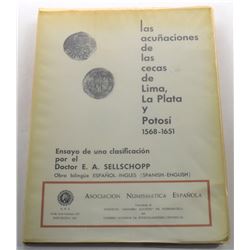 las
acuñaciones
de las
cecas de
Lima,
La Plata
y
Potosí
1568-1651
Ensayo de una clasificación
por el
Doctor E. A. SELLSCHOPP
Obra bilingüe ESPAÑOL-INGLES (SPANISH-ENGLISH)
ASOCIACION NUMISMATICA ESPAÑOLA